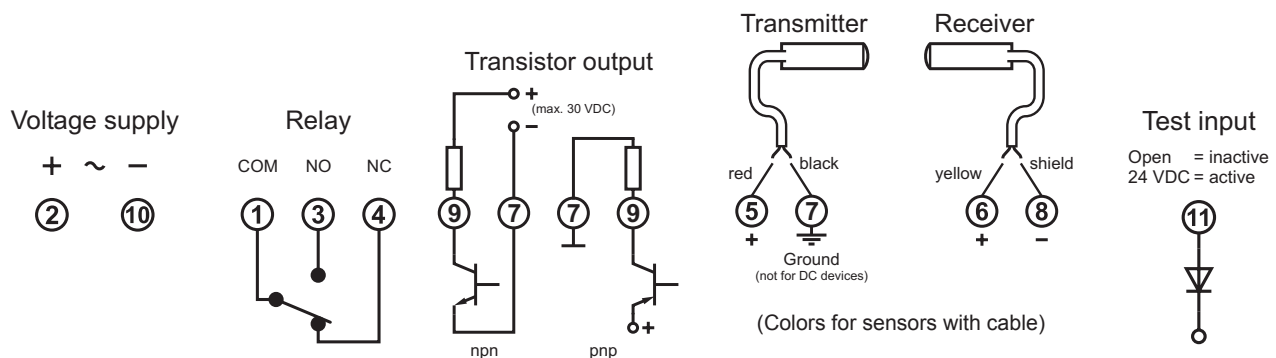 Voltage supply
+ ~ −
2 10
Relay
COM NO NC
1 3 4
Transistor output
+
(max. 30 VDC)
−
9 7 7 9
+
npn pnp
Transmitter
red black
5 7
+
Ground
(not for DC devices)
Receiver
yellow shield
6 8
+ −
(Colors for sensors with cable)
Test input
Open = inactive
24 VDC = active
11